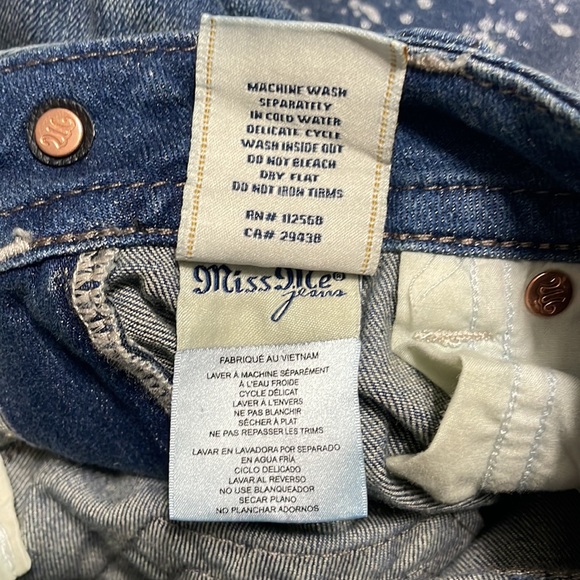 MACHINE WASH
SEPARATELY
IN COLD WATER
DELICATE CYCLE
WASH INSIDE OUT
DO NOT BLEACH
DRY FLAT
DO NOT IRON TIRMS
RN# 112568
CA# 29438
Miss Me®
jeans
FABRIQUÉ AU VIETNAM
LAVER À MACHINE SÉPARÉMENT
À L'EAU FROIDE
CYCLE DÉLICAT
LAVER À L'ENVERS
NE PAS BLANCHIR
SÉCHER À PLAT
NE PAS REPASSER LES TRIMS
LAVAR EN LAVADORA POR SEPARADO
EN AGUA FRÍA
CICLO DELICADO
LAVAR AL REVERSO
NO USE BLANQUEADOR
SECAR PLANO
NO PLANCHAR ADORNOS